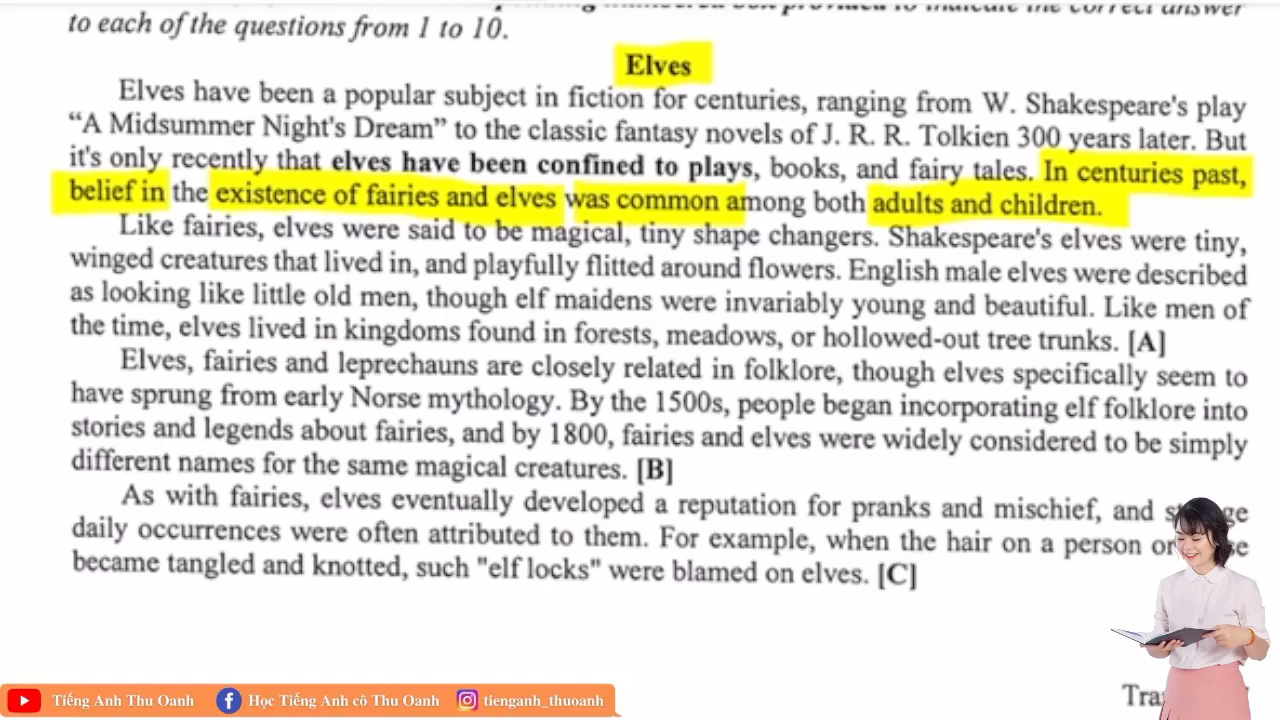 to each of the questions from 1 to 10.
Elves
Elves have been a popular subject in fiction for centuries, ranging from W. Shakespeare's play
“A Midsummer Night's Dream” to the classic fantasy novels of J. R. R. Tolkien 300 years later. But
it's only recently that elves have been confined to plays, books, and fairy tales. In centuries past,
belief in the existence of fairies and elves was common among both adults and children.
Like fairies, elves were said to be magical, tiny shape changers. Shakespeare's elves were tiny,
winged creatures that lived in, and playfully flitted around flowers. English male elves were described
as looking like little old men, though elf maidens were invariably young and beautiful. Like men of
the time, elves lived in kingdoms found in forests, meadows, or hollowed-out tree trunks. [A]
Elves, fairies and leprechauns are closely related in folklore, though elves specifically seem to
have sprung from early Norse mythology. By the 1500s, people began incorporating elf folklore into
stories and legends about fairies, and by 1800, fairies and elves were widely considered to be simply
different names for the same magical creatures. [B]
As with fairies, elves eventually developed a reputation for pranks and mischief, and
daily occurrences were often attributed to them. For example, when the hair on a person or
became tangled and knotted, such "elf locks" were blamed on elves. [C]
Tiếng Anh Thu Oanh Học Tiếng Anh cô Thu Oanh tienganh_thuoanh